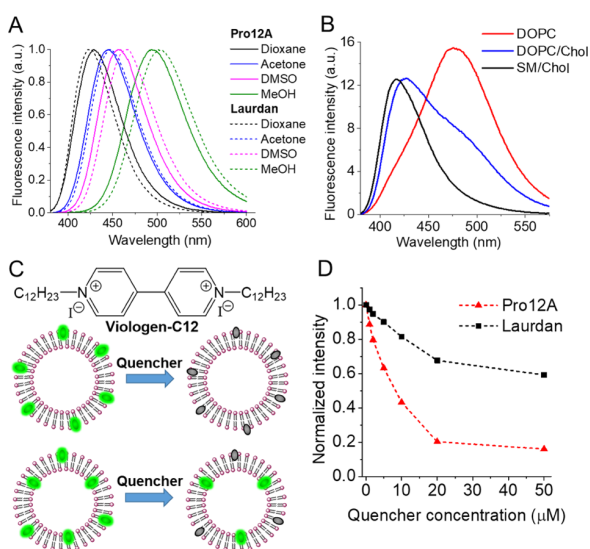 A
Fluorescence intensity (a.u.)
1.0
0.8
0.6
0.4
0.2
0.0
400 450 500 550 600
Wavelength (nm)
Pro12A
Dioxane
Acetone
DMSO
MeOH
Laurdan
Dioxane
Acetone
DMSO
MeOH
B
Fluorescence intensity (a.u.)
16
12
8
4
0
400 450 500 550
Wavelength (nm)
DOPC
DOPC/Chol
SM/Chol
C
C12H23 N + + N C12H23
I⊖ I⊖
Viologen-C12
Quencher
Quencher
D
Normalized intensity
1.0
0.8
0.6
0.4
0.2
0.0
0 10 20 30 40 50
Quencher concentration (μM)
Pro12A
Laurdan